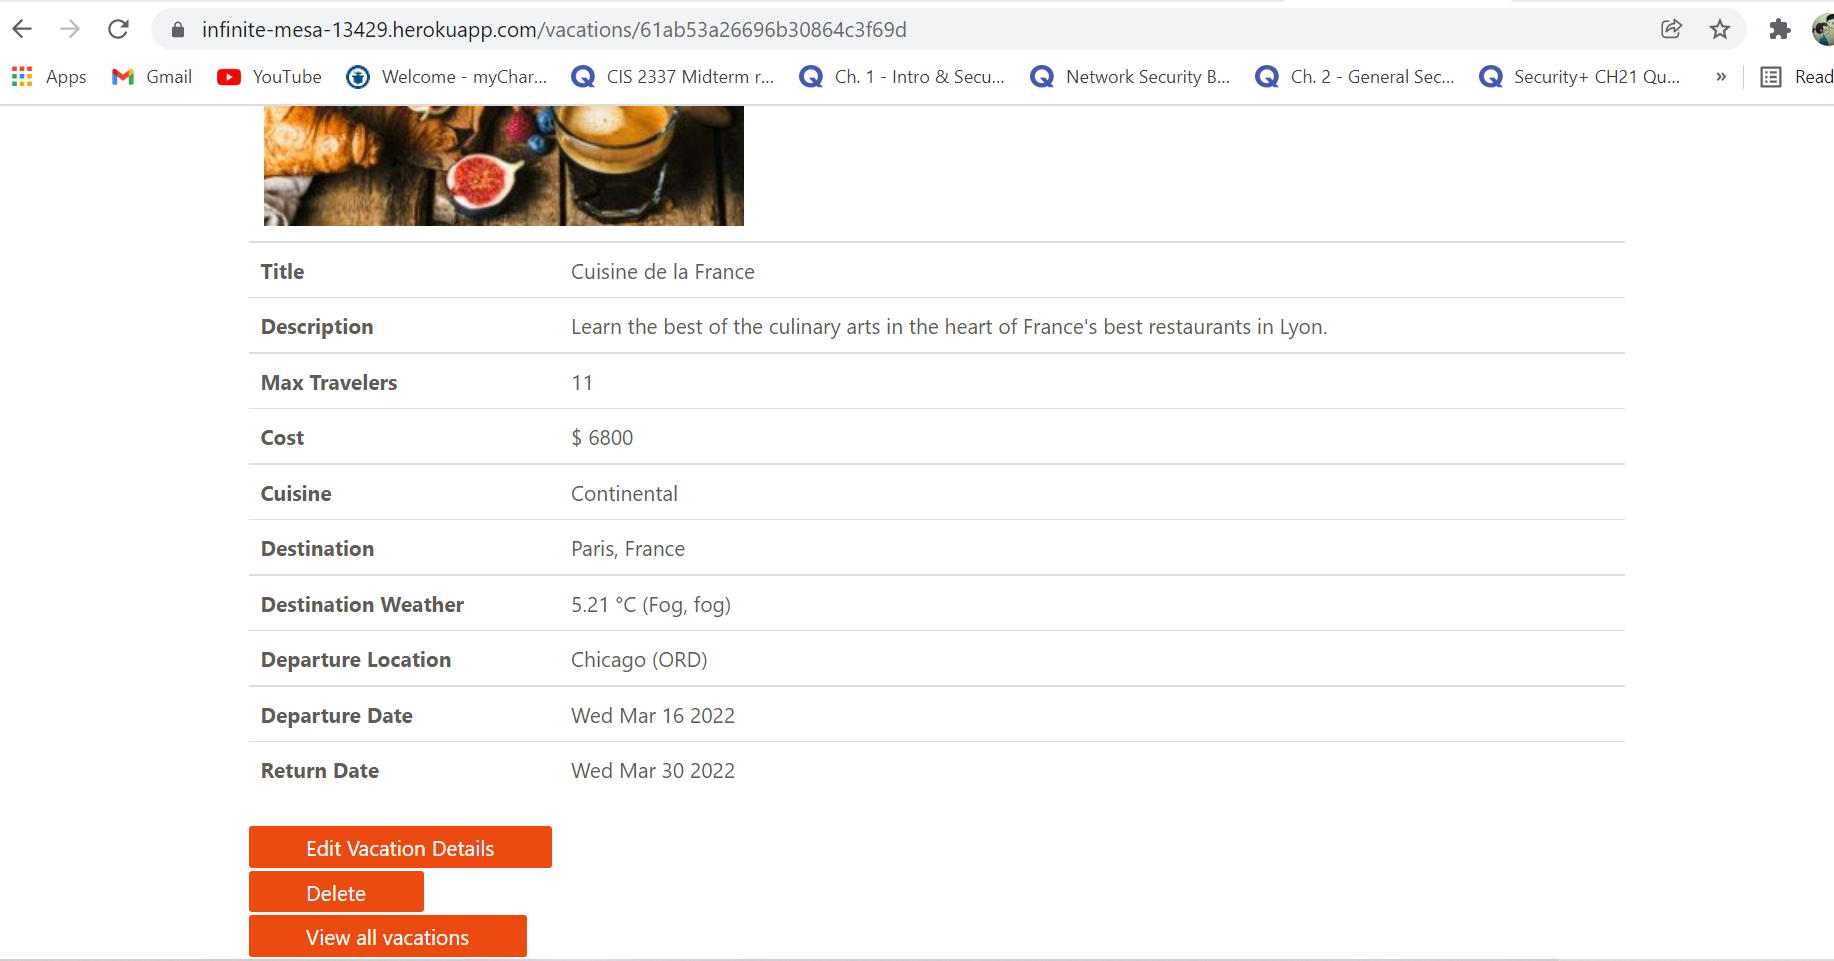 infinite-mesa-13429.herokuapp.com/vacations/61ab53a26696b30864c3f69d
Apps Gmail YouTube Welcome - myChar... CIS 2337 Midterm r... Ch. 1 - Intro & Secu... Network Security B... Ch. 2 - General Sec... Security+ CH21 Qu... » Read
Title Cuisine de la France
Description Learn the best of the culinary arts in the heart of France's best restaurants in Lyon.
Max Travelers 11
Cost $ 6800
Cuisine Continental
Destination Paris, France
Destination Weather 5.21 °C (Fog, fog)
Departure Location Chicago (ORD)
Departure Date Wed Mar 16 2022
Return Date Wed Mar 30 2022
Edit Vacation Details
Delete
View all vacations